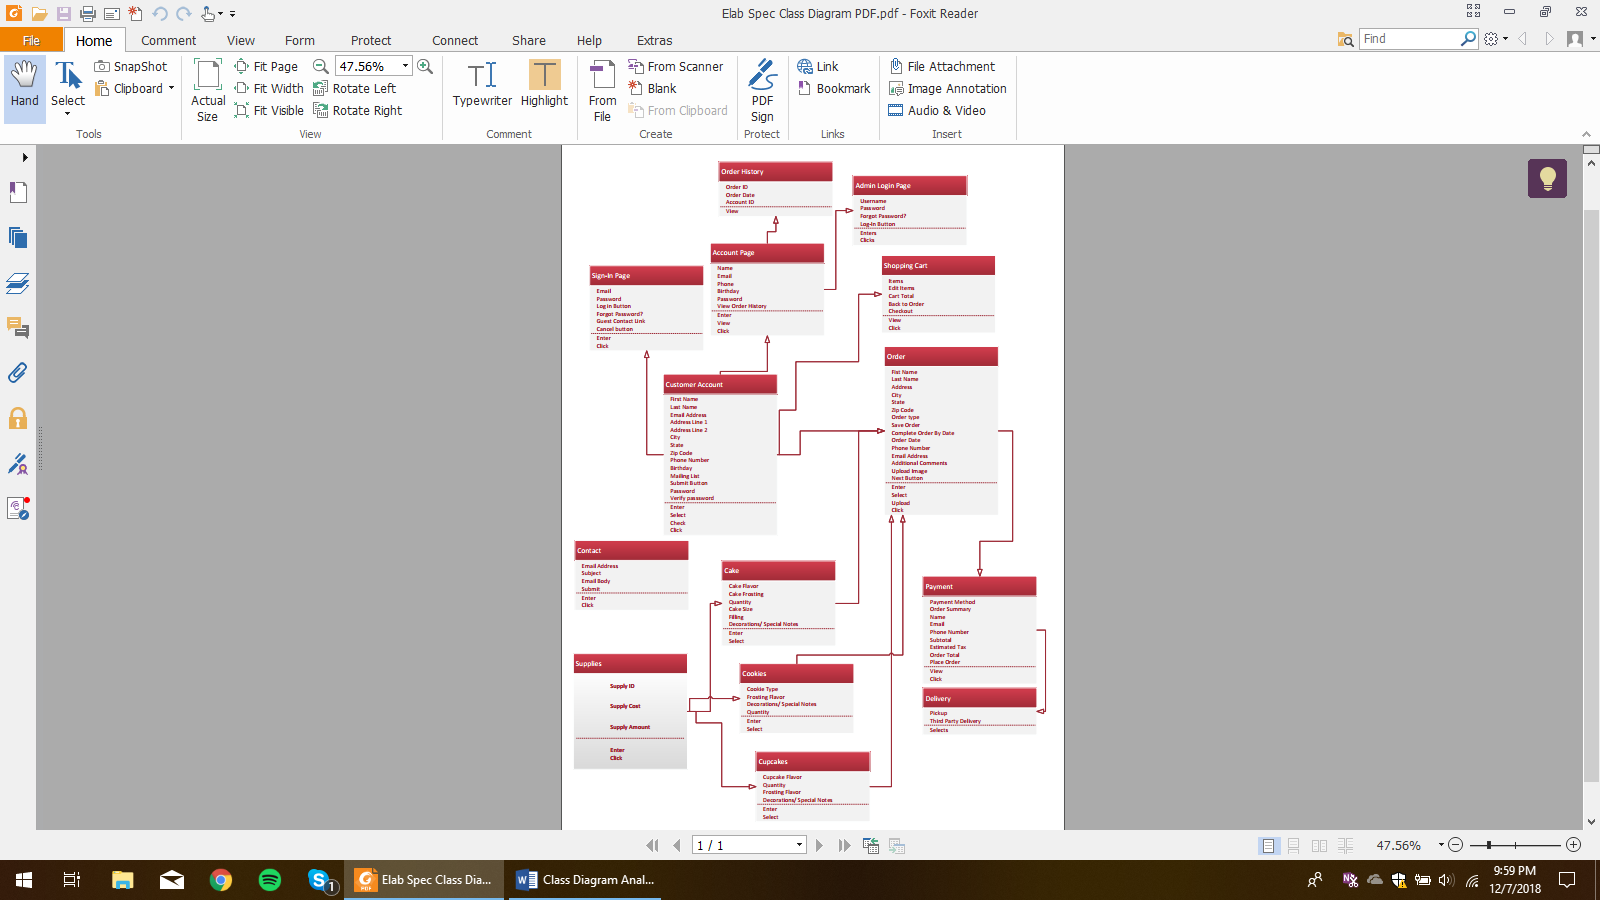 Elab Spec Class Diagram PDF.pdf - Foxit Reader
File Home Comment View Form Protect Connect Share Help Extras
Find
Hand
Select
SnapShot
Clipboard
Tools
Actual Size
Fit Page
Fit Width
Fit Visible
47.56%
Rotate Left
Rotate Right
View
Typewriter
Highlight
Comment
From File
From Scanner
Blank
From Clipboard
Create
PDF Sign
Protect
Link
Bookmark
Links
File Attachment
Image Annotation
Audio & Video
Insert
Order History
Order ID
Order Date
Account ID
View
Admin Login Page
Username
Password
Forgot Password?
Log-in Button
Enters
Clicks
Account Page
Name
Email
Phone
Birthday
Password
View Order History
Enter
View
Click
Sign-In Page
Email
Password
Log in Button
Forgot Password?
Guest Contact Link
Cancel button
Enter
Click
Shopping Cart
Items
Edit Items
Cart Total
Back to Order
Checkout
View
Click
Order
Fist Name
Last Name
Address
City
State
Zip Code
Order type
Save Order
Complete Order By Date
Order Date
Phone Number
Email Address
Additional Comments
Upload Image
Next Button
Enter
Select
Upload
Click
Customer Account
First Name
Last Name
Email Address
Address Line 1
Address Line 2
City
State
Zip Code
Phone Number
Birthday
Mailing List
Submit Button
Password
Verify passsword
Enter
Select
Check
Click
Contact
Email Address
Subject
Email Body
Submit
Enter
Click
Cake
Cake Flavor
Cake Frosting
Quantity
Cake Size
Filling
Decorations/ Special Notes
Enter
Select
Payment
Payment Method
Order Summary
Name
Email
Phone Number
Subtotal
Estimated Tax
Order Total
Place Order
View
Click
Supplies
Supply ID
Supply Cost
Supply Amount
Enter
Click
Cookies
Cookie Type
Frosting Flavor
Decorations/ Special Notes
Quantity
Enter
Select
Delivery
Pickup
Third Party Delivery
Selects
Cupcakes
Cupcake Flavor
Quantity
Frosting Flavor
Decorations/ Special Notes
Enter
Select
1 / 1
47.56%
Elab Spec Class Dia...
Class Diagram Anal...
1
9:59 PM
12/7/2018